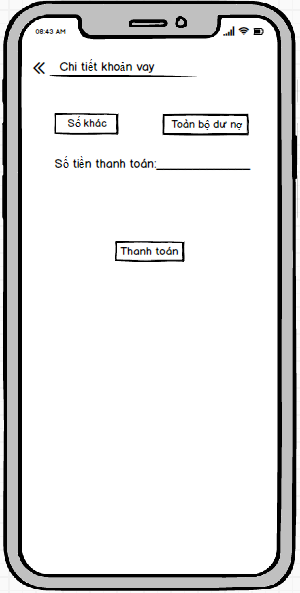 08:43 AM
Chi tiết khoản vay
Số khác
Toàn bộ dư nợ
Số tiền thanh toán:
Thanh toán